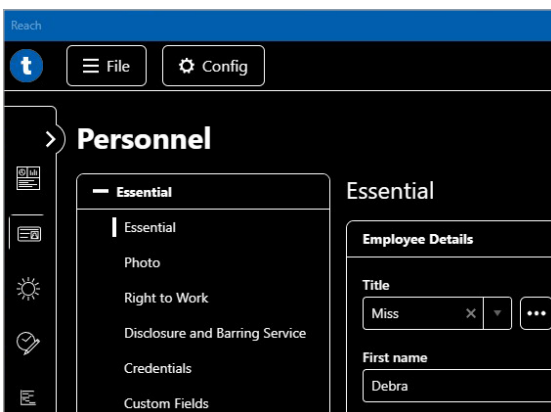 Reach
t
File
Config
Personnel
Essential
Essential
Photo
Right to Work
Disclosure and Barring Service
Credentials
Custom Fields
Essential
Employee Details
Title
Miss
First name
Debra